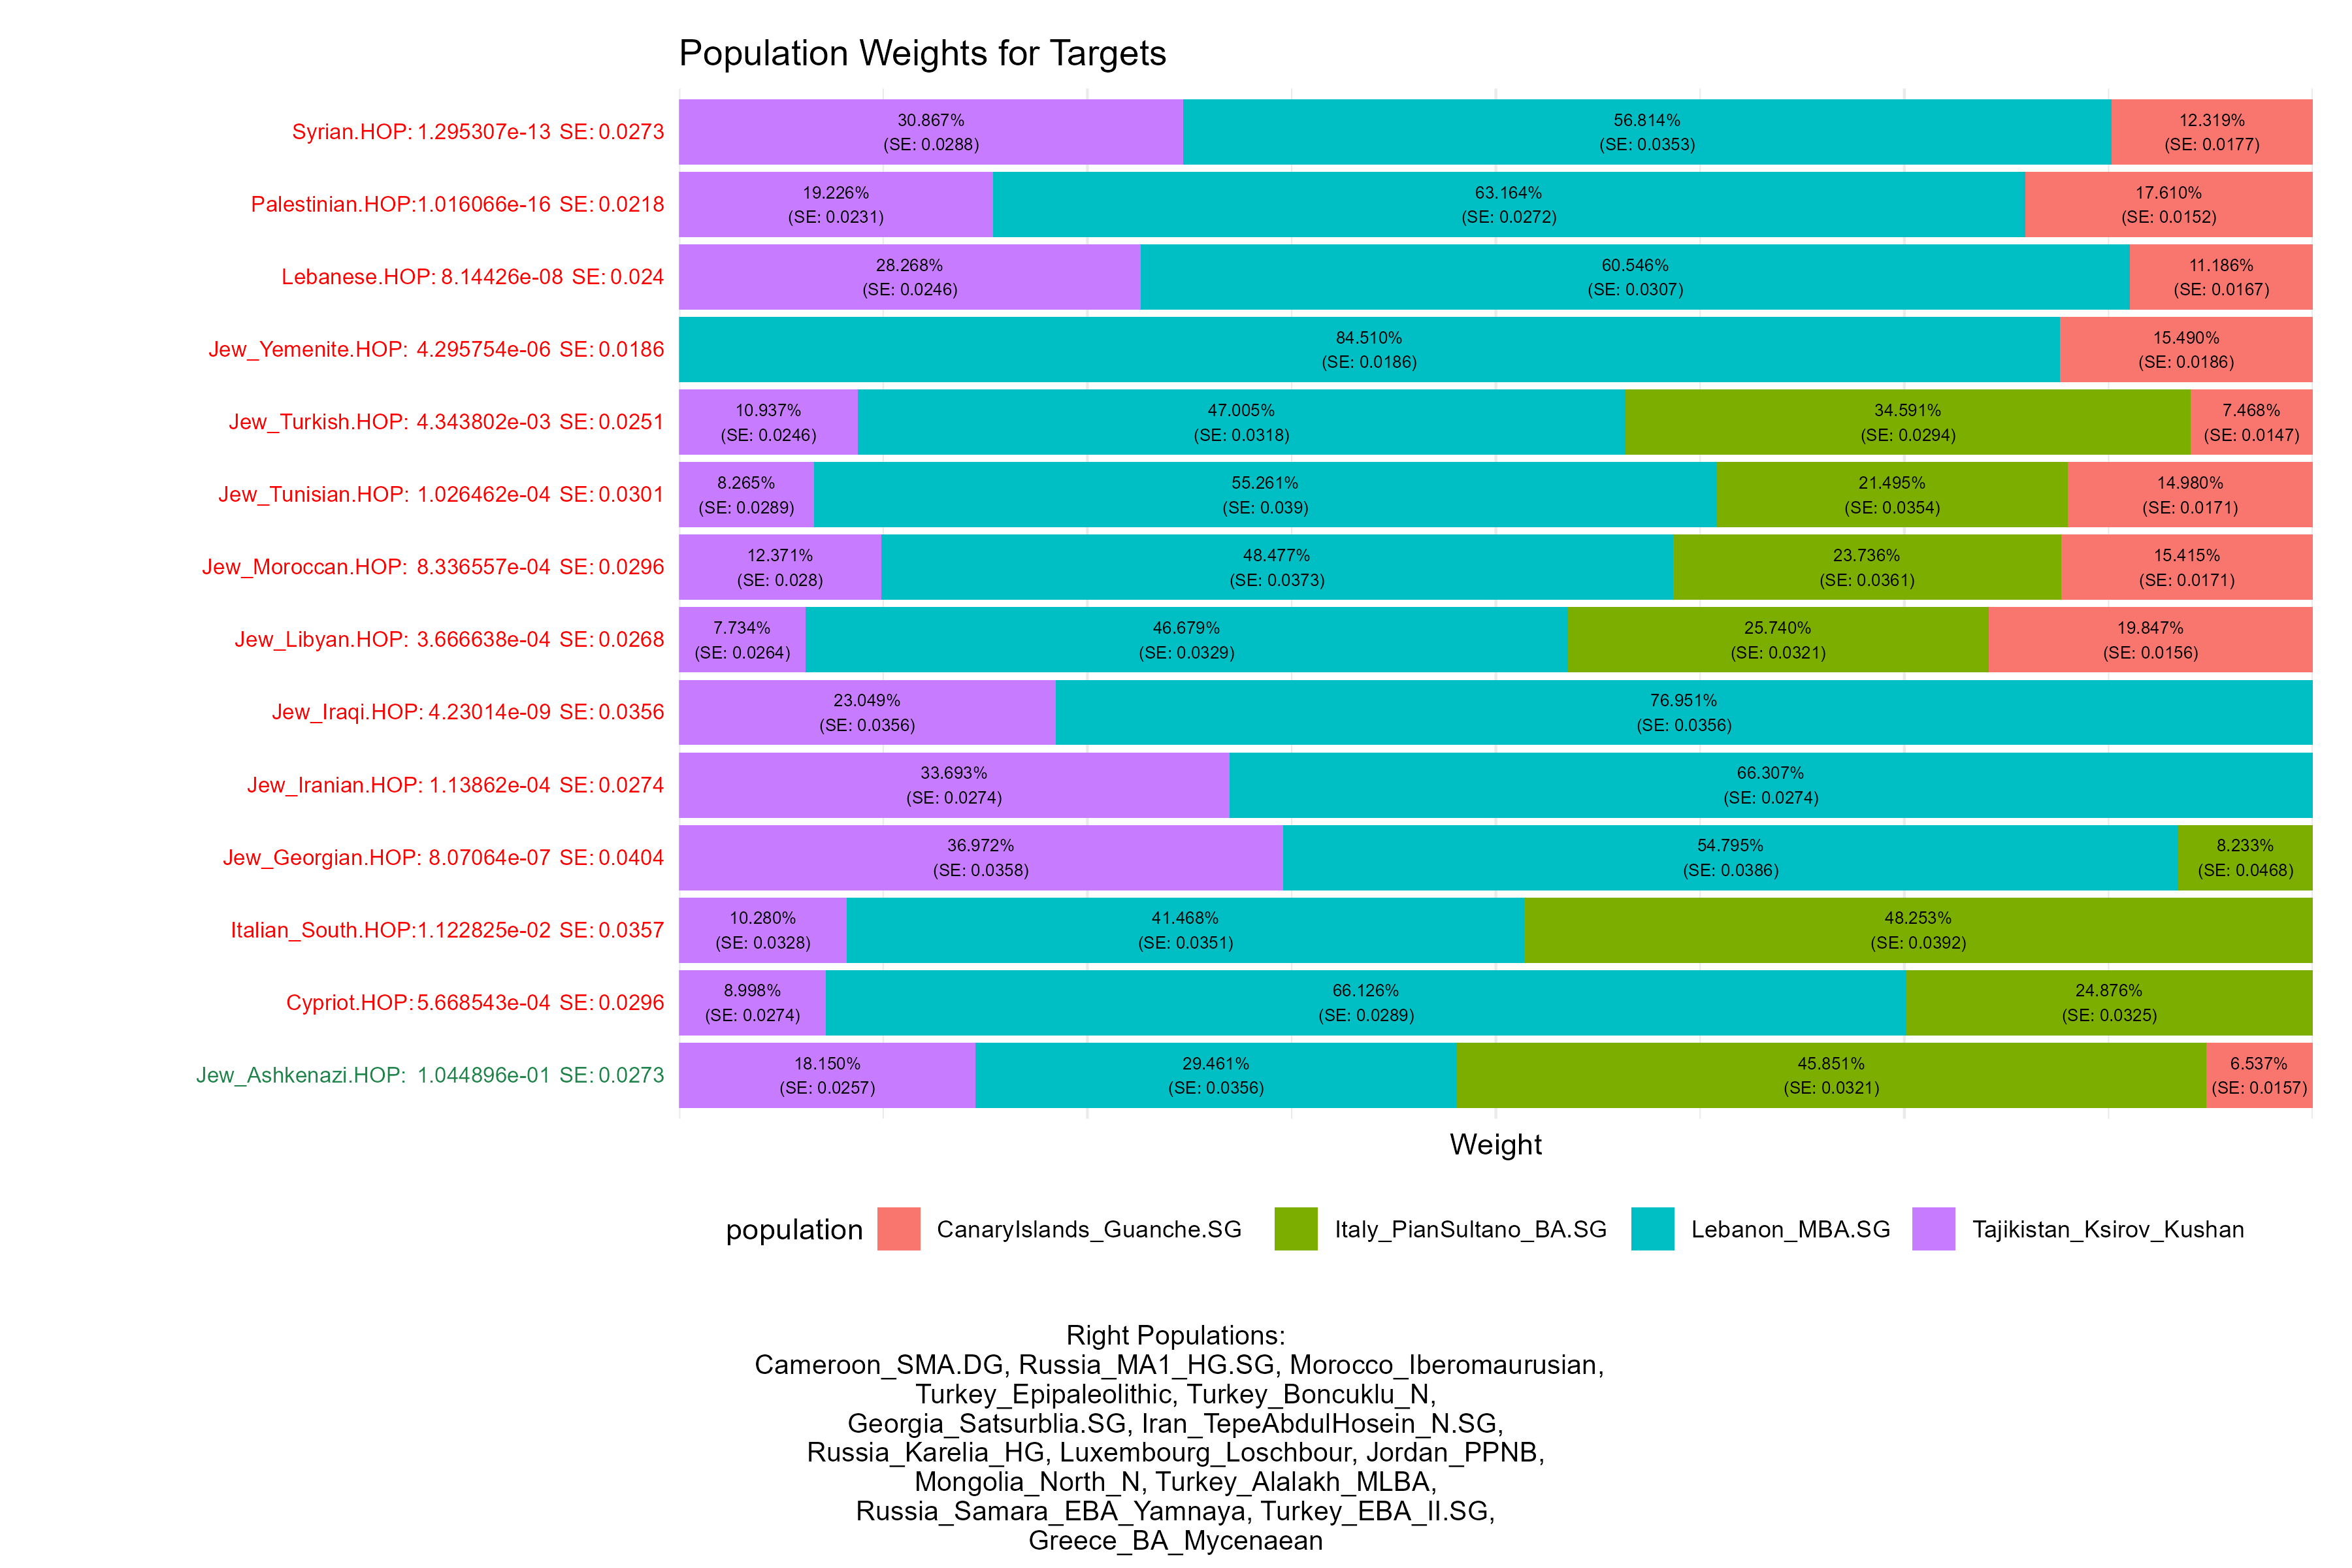 Population Weights for Targets
Syrian.HOP: 1.295307e-13 SE: 0.0273
30.867% 56.814% 12.319%
(SE: 0.0288) (SE: 0.0353) (SE: 0.0177)
Palestinian.HOP:1.016066e-16 SE: 0.0218
19.226% 63.164% 17.610%
(SE: 0.0231) (SE: 0.0272) (SE: 0.0152)
Lebanese.HOP: 8.14426e-08 SE: 0.024
28.268% 60.546% 11.186%
(SE: 0.0246) (SE: 0.0307) (SE: 0.0167)
Jew_Yemenite.HOP: 4.295754e-06 SE: 0.0186
84.510% 15.490%
(SE: 0.0186) (SE: 0.0186)
Jew_Turkish.HOP: 4.343802e-03 SE: 0.0251
10.937% 47.005% 34.591% 7.468%
(SE: 0.0246) (SE: 0.0318) (SE: 0.0294) (SE: 0.0147)
Jew_Tunisian.HOP: 1.026462e-04 SE: 0.0301
8.265% 55.261% 21.495% 14.980%
(SE: 0.0289) (SE: 0.039) (SE: 0.0354) (SE: 0.0171)
Jew_Moroccan.HOP: 8.336557e-04 SE: 0.0296
12.371% 48.477% 23.736% 15.415%
(SE: 0.028) (SE: 0.0373) (SE: 0.0361) (SE: 0.0171)
Jew_Libyan.HOP: 3.666638e-04 SE: 0.0268
7.734% 46.679% 25.740% 19.847%
(SE: 0.0264) (SE: 0.0329) (SE: 0.0321) (SE: 0.0156)
Jew_Iraqi.HOP: 4.23014e-09 SE: 0.0356
23.049% 76.951%
(SE: 0.0356) (SE: 0.0356)
Jew_Iranian.HOP: 1.13862e-04 SE: 0.0274
33.693% 66.307%
(SE: 0.0274) (SE: 0.0274)
Jew_Georgian.HOP: 8.07064e-07 SE: 0.0404
36.972% 54.795% 8.233%
(SE: 0.0358) (SE: 0.0386) (SE: 0.0468)
Italian_South.HOP:1.122825e-02 SE: 0.0357
10.280% 41.468% 48.253%
(SE: 0.0328) (SE: 0.0351) (SE: 0.0392)
Cypriot.HOP: 5.668543e-04 SE: 0.0296
8.998% 66.126% 24.876%
(SE: 0.0274) (SE: 0.0289) (SE: 0.0325)
Jew_Ashkenazi.HOP: 1.044896e-01 SE: 0.0273
18.150% 29.461% 45.851% 6.537%
(SE: 0.0257) (SE: 0.0356) (SE: 0.0321) (SE: 0.0157)
Weight
population CanaryIslands_Guanche.SG Italy_PianSultano_BA.SG Lebanon_MBA.SG Tajikistan_Ksirov_Kushan
Right Populations:
Cameroon_SMA.DG, Russia_MA1_HG.SG, Morocco_Iberomaurusian,
Turkey_Epipaleolithic, Turkey_Boncuklu_N,
Georgia_Satsurblia.SG, Iran_TepeAbdulHosein_N.SG,
Russia_Karelia_HG, Luxembourg_Loschbour, Jordan_PPNB,
Mongolia_North_N, Turkey_Alalakh_MLBA,
Russia_Samara_EBA_Yamnaya, Turkey_EBA_II.SG,
Greece_BA_Mycenaean